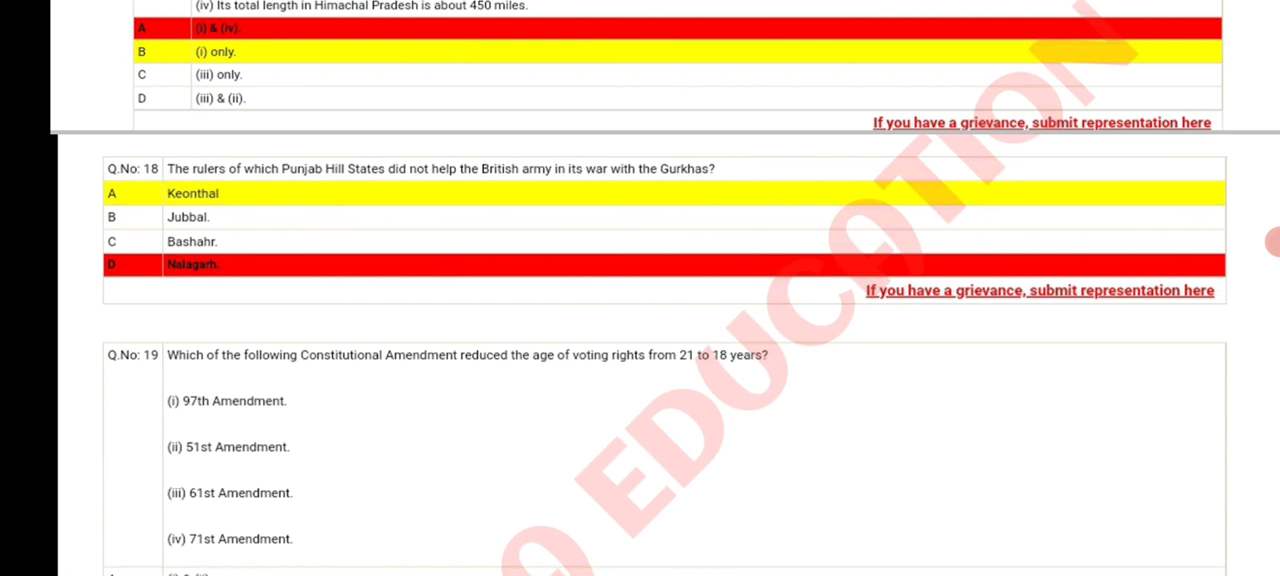 (iv) Its total length in Himachal Pradesh is about 450 miles.
A (i) & (iv).
B (i) only.
C (iii) only.
D (iii) & (ii).
If you have a grievance, submit representation here
Q.No: 18 The rulers of which Punjab Hill States did not help the British army in its war with the Gurkhas?
A Keonthal
B Jubbal.
C Bashahr.
D Nalagarh.
If you have a grievance, submit representation here
Q.No: 19 Which of the following Constitutional Amendment reduced the age of voting rights from 21 to 18 years?
(i) 97th Amendment.
(ii) 51st Amendment.
(iii) 61st Amendment.
(iv) 71st Amendment.
EDUCATION